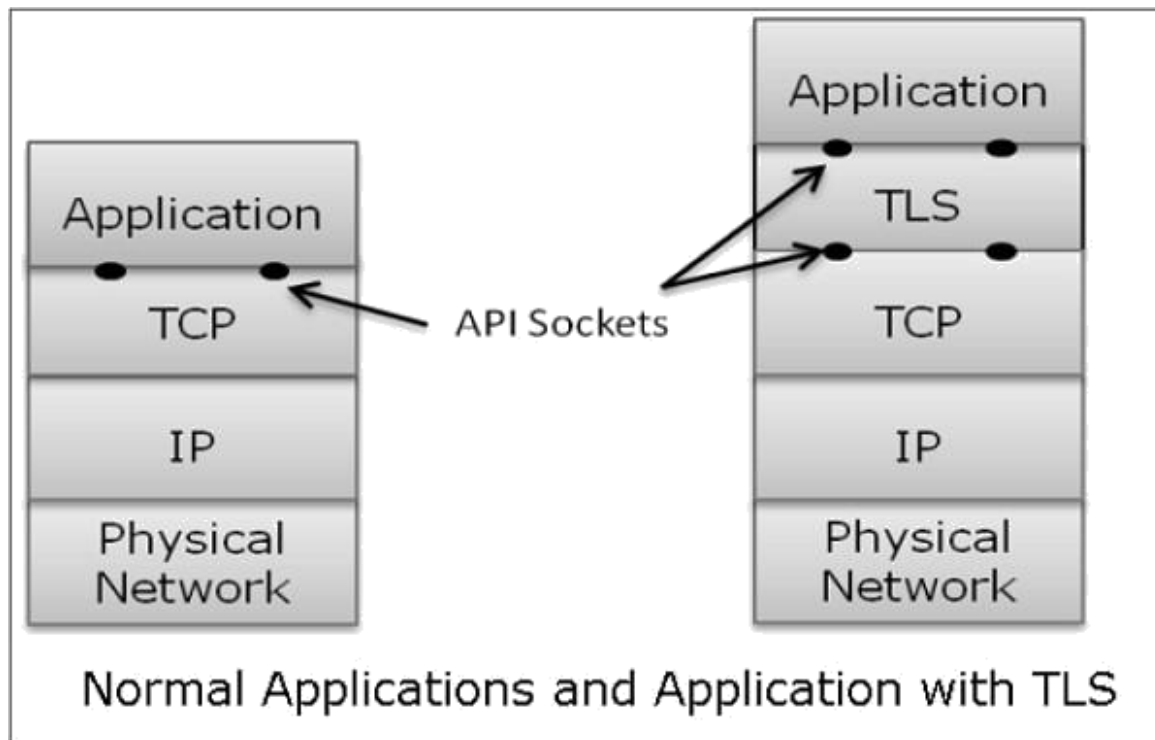 Application
TCP
IP
Physical
Network
API Sockets
Application
TLS
TCP
IP
Physical
Network
Normal Applications and Application with TLS